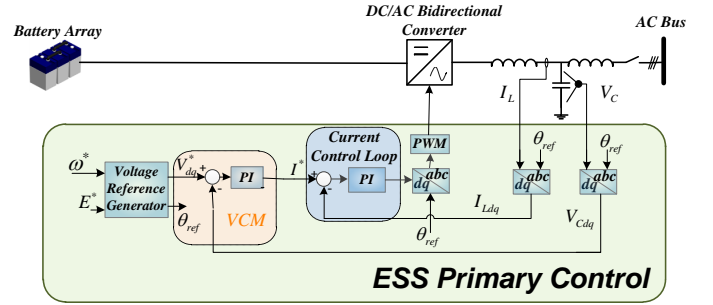 DC/AC Bidirectional
Converter
AC Bus
Battery Array
I_L
V_C
Current
Control Loop
PWM
θ_ref
θ_ref
ω*
Voltage
Reference
Generator
V*_dq
+
-
PI
I*
+
-
PI
dq abc
dq abc
dq abc
E*
θ_ref
VCM
I_Ldq
θ_ref
V_Cdq
ESS Primary Control